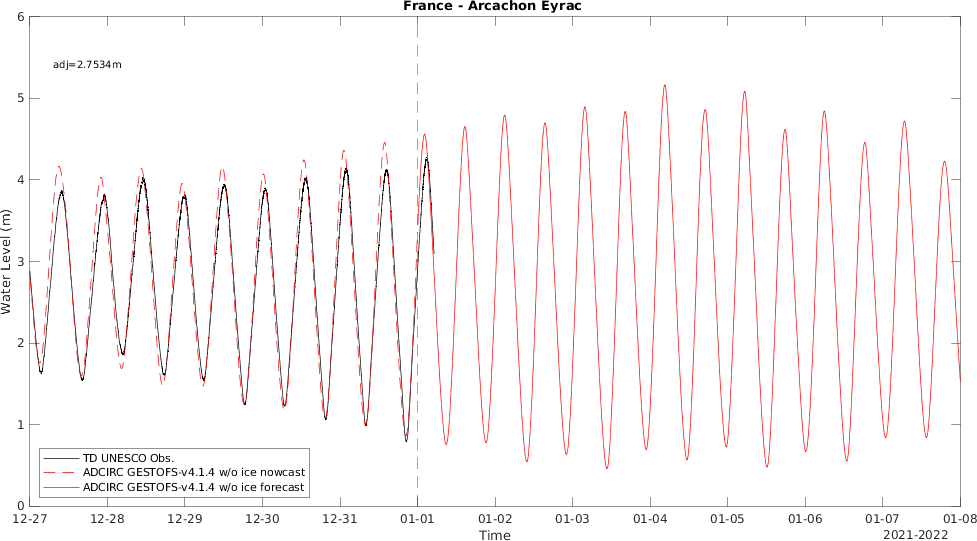 France - Arcachon Eyrac
6
adj=2.7534m
5
4
3
2
1
0
Water Level (m)
TD UNESCO Obs.
ADCIRC GESTOFS-v4.1.4 w/o ice nowcast
ADCIRC GESTOFS-v4.1.4 w/o ice forecast
12-27 12-28 12-29 12-30 12-31 01-01 01-02 01-03 01-04 01-05 01-06 01-07 01-08
Time
2021-2022